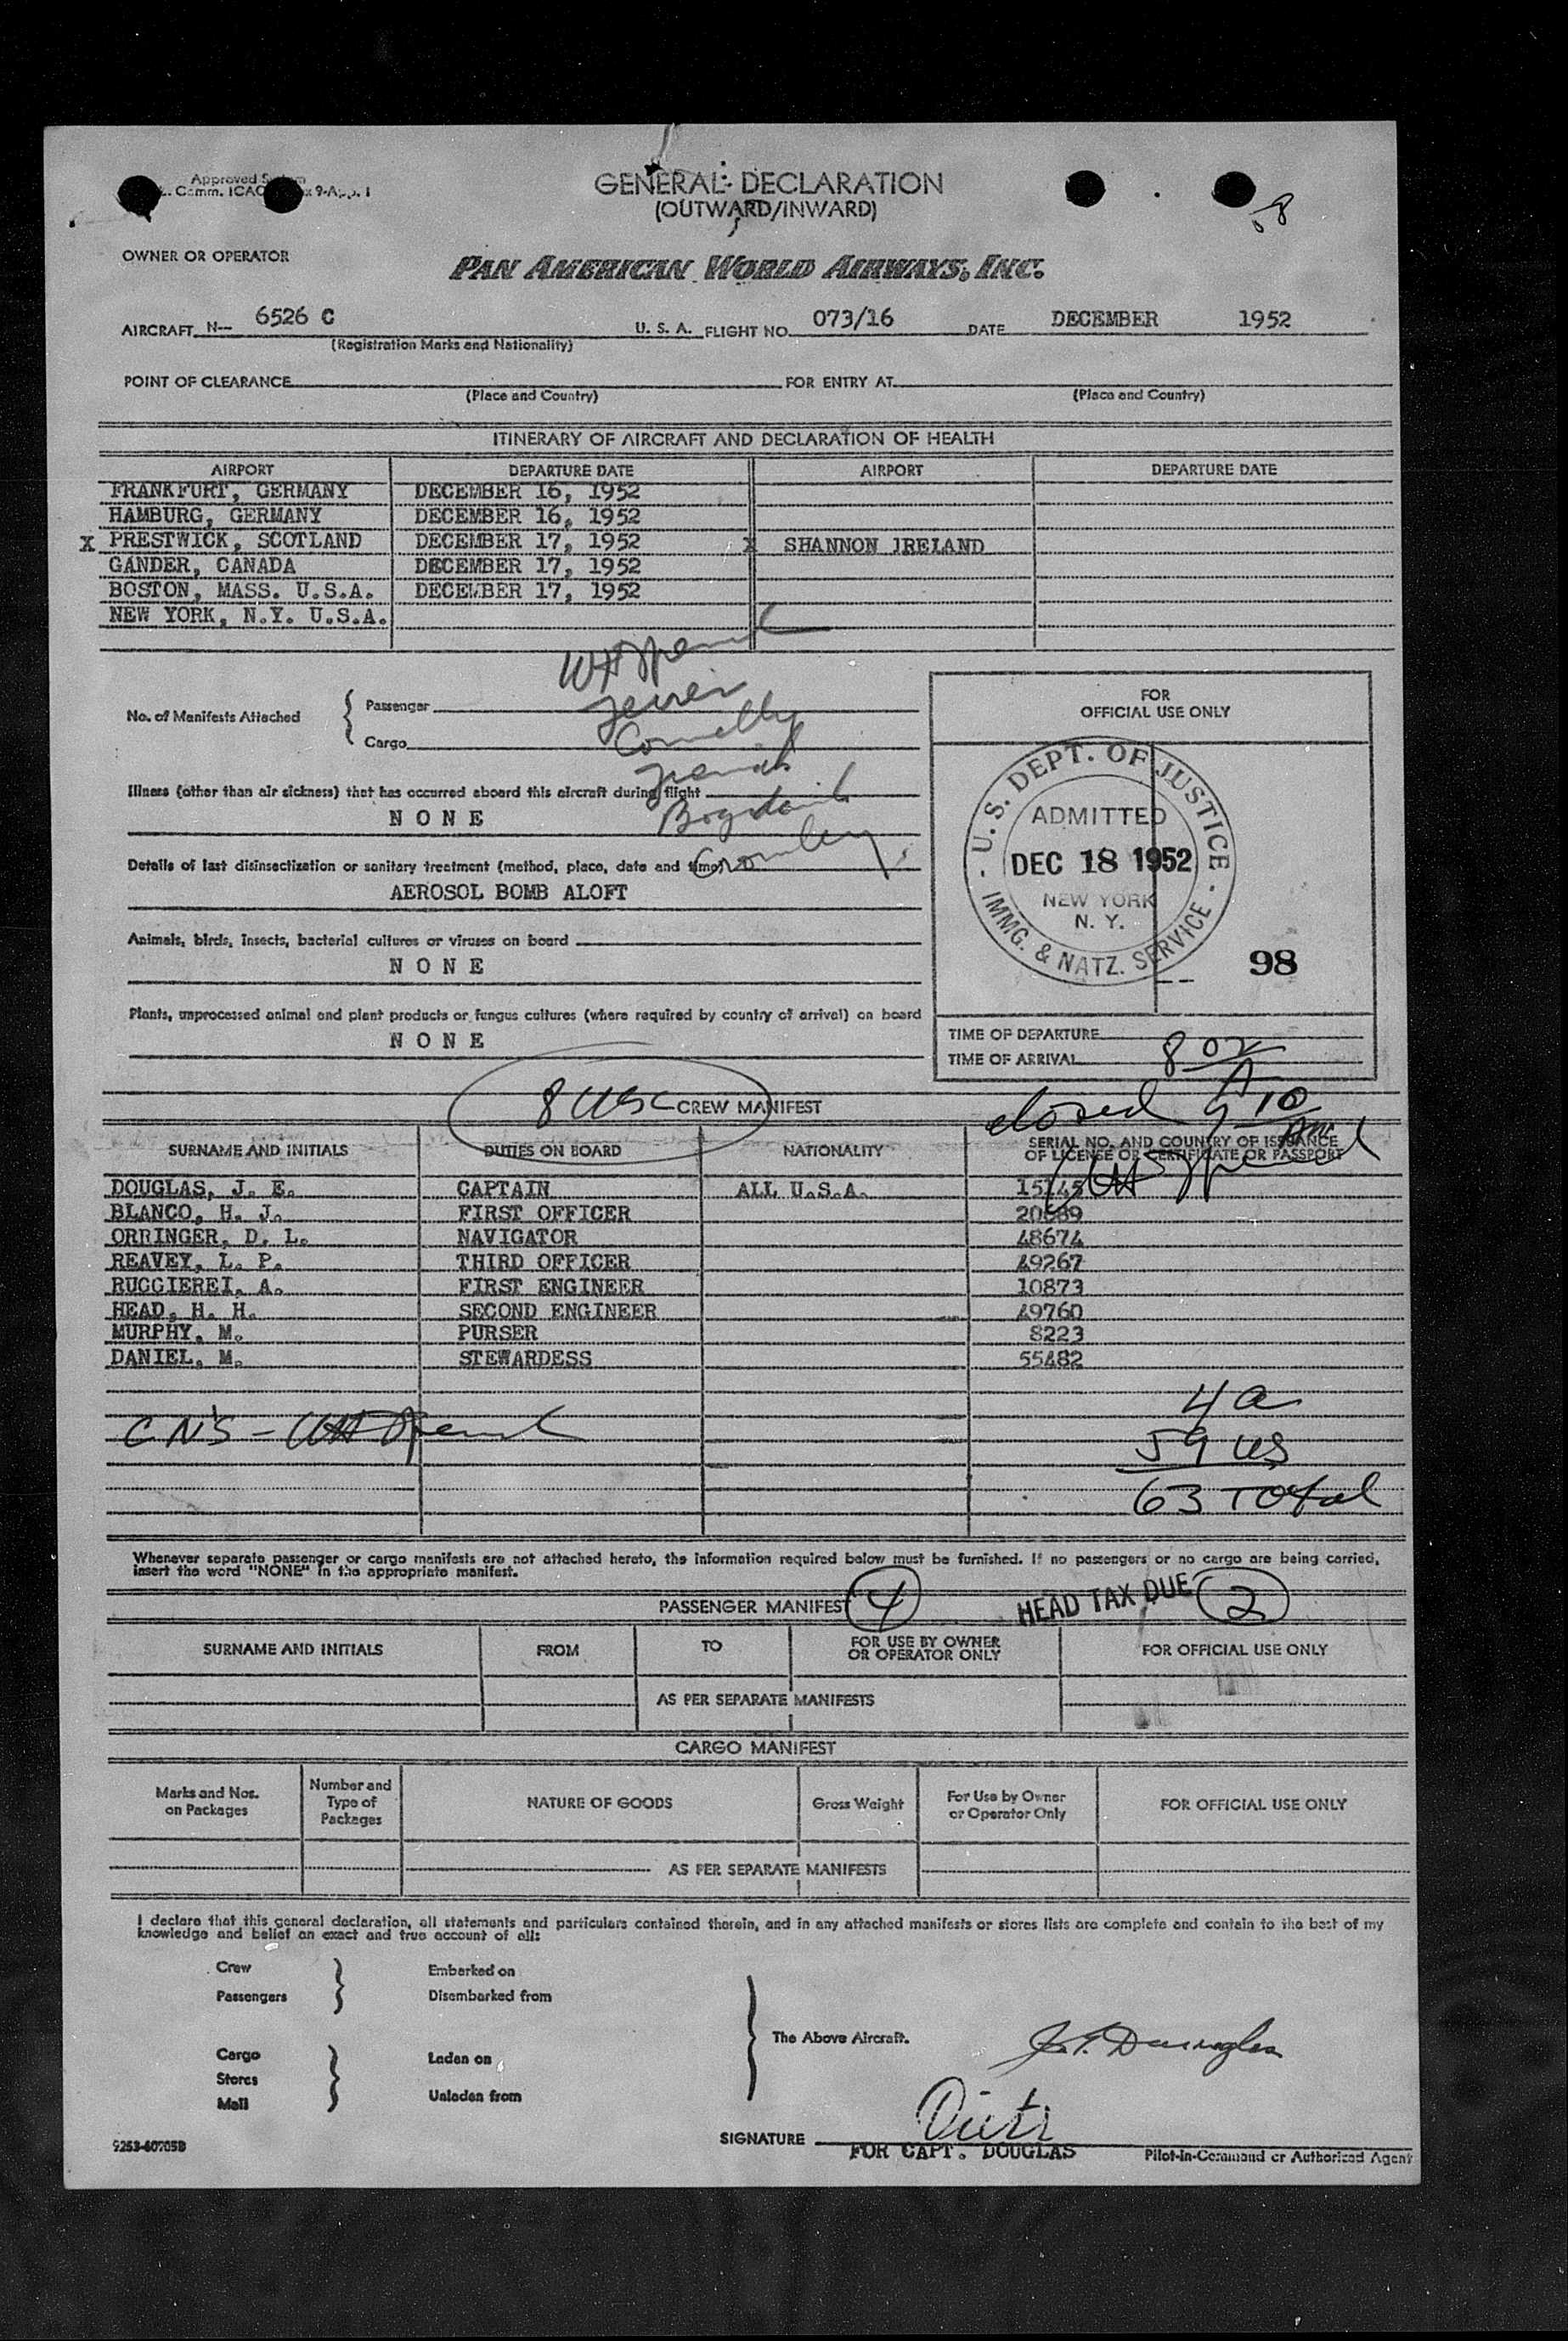 Approved
Comm. ICAO 9-App. 1
GENERAL DECLARATION
(OUTWARD/INWARD)
58
OWNER OR OPERATOR
PAN AMERICAN WORLD AIRWAYS, INC.
AIRCRAFT N-- 6526 C U. S. A. FLIGHT NO. 073/16 DATE DECEMBER 1952
(Registration Marks and Nationality)
POINT OF CLEARANCE FOR ENTRY AT
(Place and Country) (Place and Country)
ITINERARY OF AIRCRAFT AND DECLARATION OF HEALTH
AIRPORT DEPARTURE DATE AIRPORT DEPARTURE DATE
FRANKFURT, GERMANY DECEMBER 16, 1952
HAMBURG, GERMANY DECEMBER 16, 1952
X PRESTWICK, SCOTLAND DECEMBER 17, 1952 X SHANNON IRELAND
GANDER, CANADA DECEMBER 17, 1952
BOSTON, MASS. U.S.A. DECEMBER 17, 1952
NEW YORK, N.Y. U.S.A.
No. of Manifests Attached
Passenger
Connelly
Cargo
Illness (other than air sickness) that has occurred aboard this aircraft during flight
NONE
Details of last disinsectization or sanitary treatment (method, place, date and time)
AEROSOL BOMB ALOFT
Animals, birds, insects, bacterial cultures or viruses on board
NONE
Plants, unprocessed animal and plant products or fungus cultures (where required by country of arrival) on board
NONE
FOR
OFFICIAL USE ONLY
U.S. DEPT. OF JUSTICE
ADMITTED
DEC 18 1952
NEW YORK
N. Y.
IMMG. & NATZ. SERVICE
98
TIME OF DEPARTURE
TIME OF ARRIVAL 8 02 A
closed 9 10 AM
8 USC CREW MANIFEST
SURNAME AND INITIALS DUTIES ON BOARD NATIONALITY SERIAL NO. AND COUNTRY OF ISSUANCE
OF LICENSE OR CERTIFICATE OR PASSPORT
DOUGLAS, J. E. CAPTAIN ALL U.S.A.
BLANCO, H. J. FIRST OFFICER
ORRINGER, D. L. NAVIGATOR 48674
REAVEY, L. P. THIRD OFFICER 49267
RUGGIEREI, A. FIRST ENGINEER 10873
HEAD, H. H. SECOND ENGINEER 49760
MURPHY, M. PURSER 8223
DANIEL, M. STEWARDESS 55482
4 a
CN'S -
59 US
63 Total
Whenever separate passenger or cargo manifests are not attached hereto, the information required below must be furnished. If no passengers or no cargo are being carried,
insert the word "NONE" in the appropriate manifest.
PASSENGER MANIFEST 4 HEAD TAX DUE 2
SURNAME AND INITIALS FROM TO FOR USE BY OWNER
OR OPERATOR ONLY FOR OFFICIAL USE ONLY
AS PER SEPARATE MANIFESTS
CARGO MANIFEST
Marks and Nos.
on Packages Number and
Type of
Packages NATURE OF GOODS Gross Weight For Use by Owner
or Operator Only FOR OFFICIAL USE ONLY
AS PER SEPARATE MANIFESTS
I declare that this general declaration, all statements and particulars contained therein, and in any attached manifests or stores lists are complete and contain to the best of my
knowledge and belief an exact and true account of all:
Crew Embarked on
Passengers Disembarked from
The Above Aircraft.
Cargo Laden on
Stores
Mail Unladen from
J. E. Douglas
SIGNATURE
FOR CAPT. DOUGLAS Pilot-in-Command or Authorized Agent